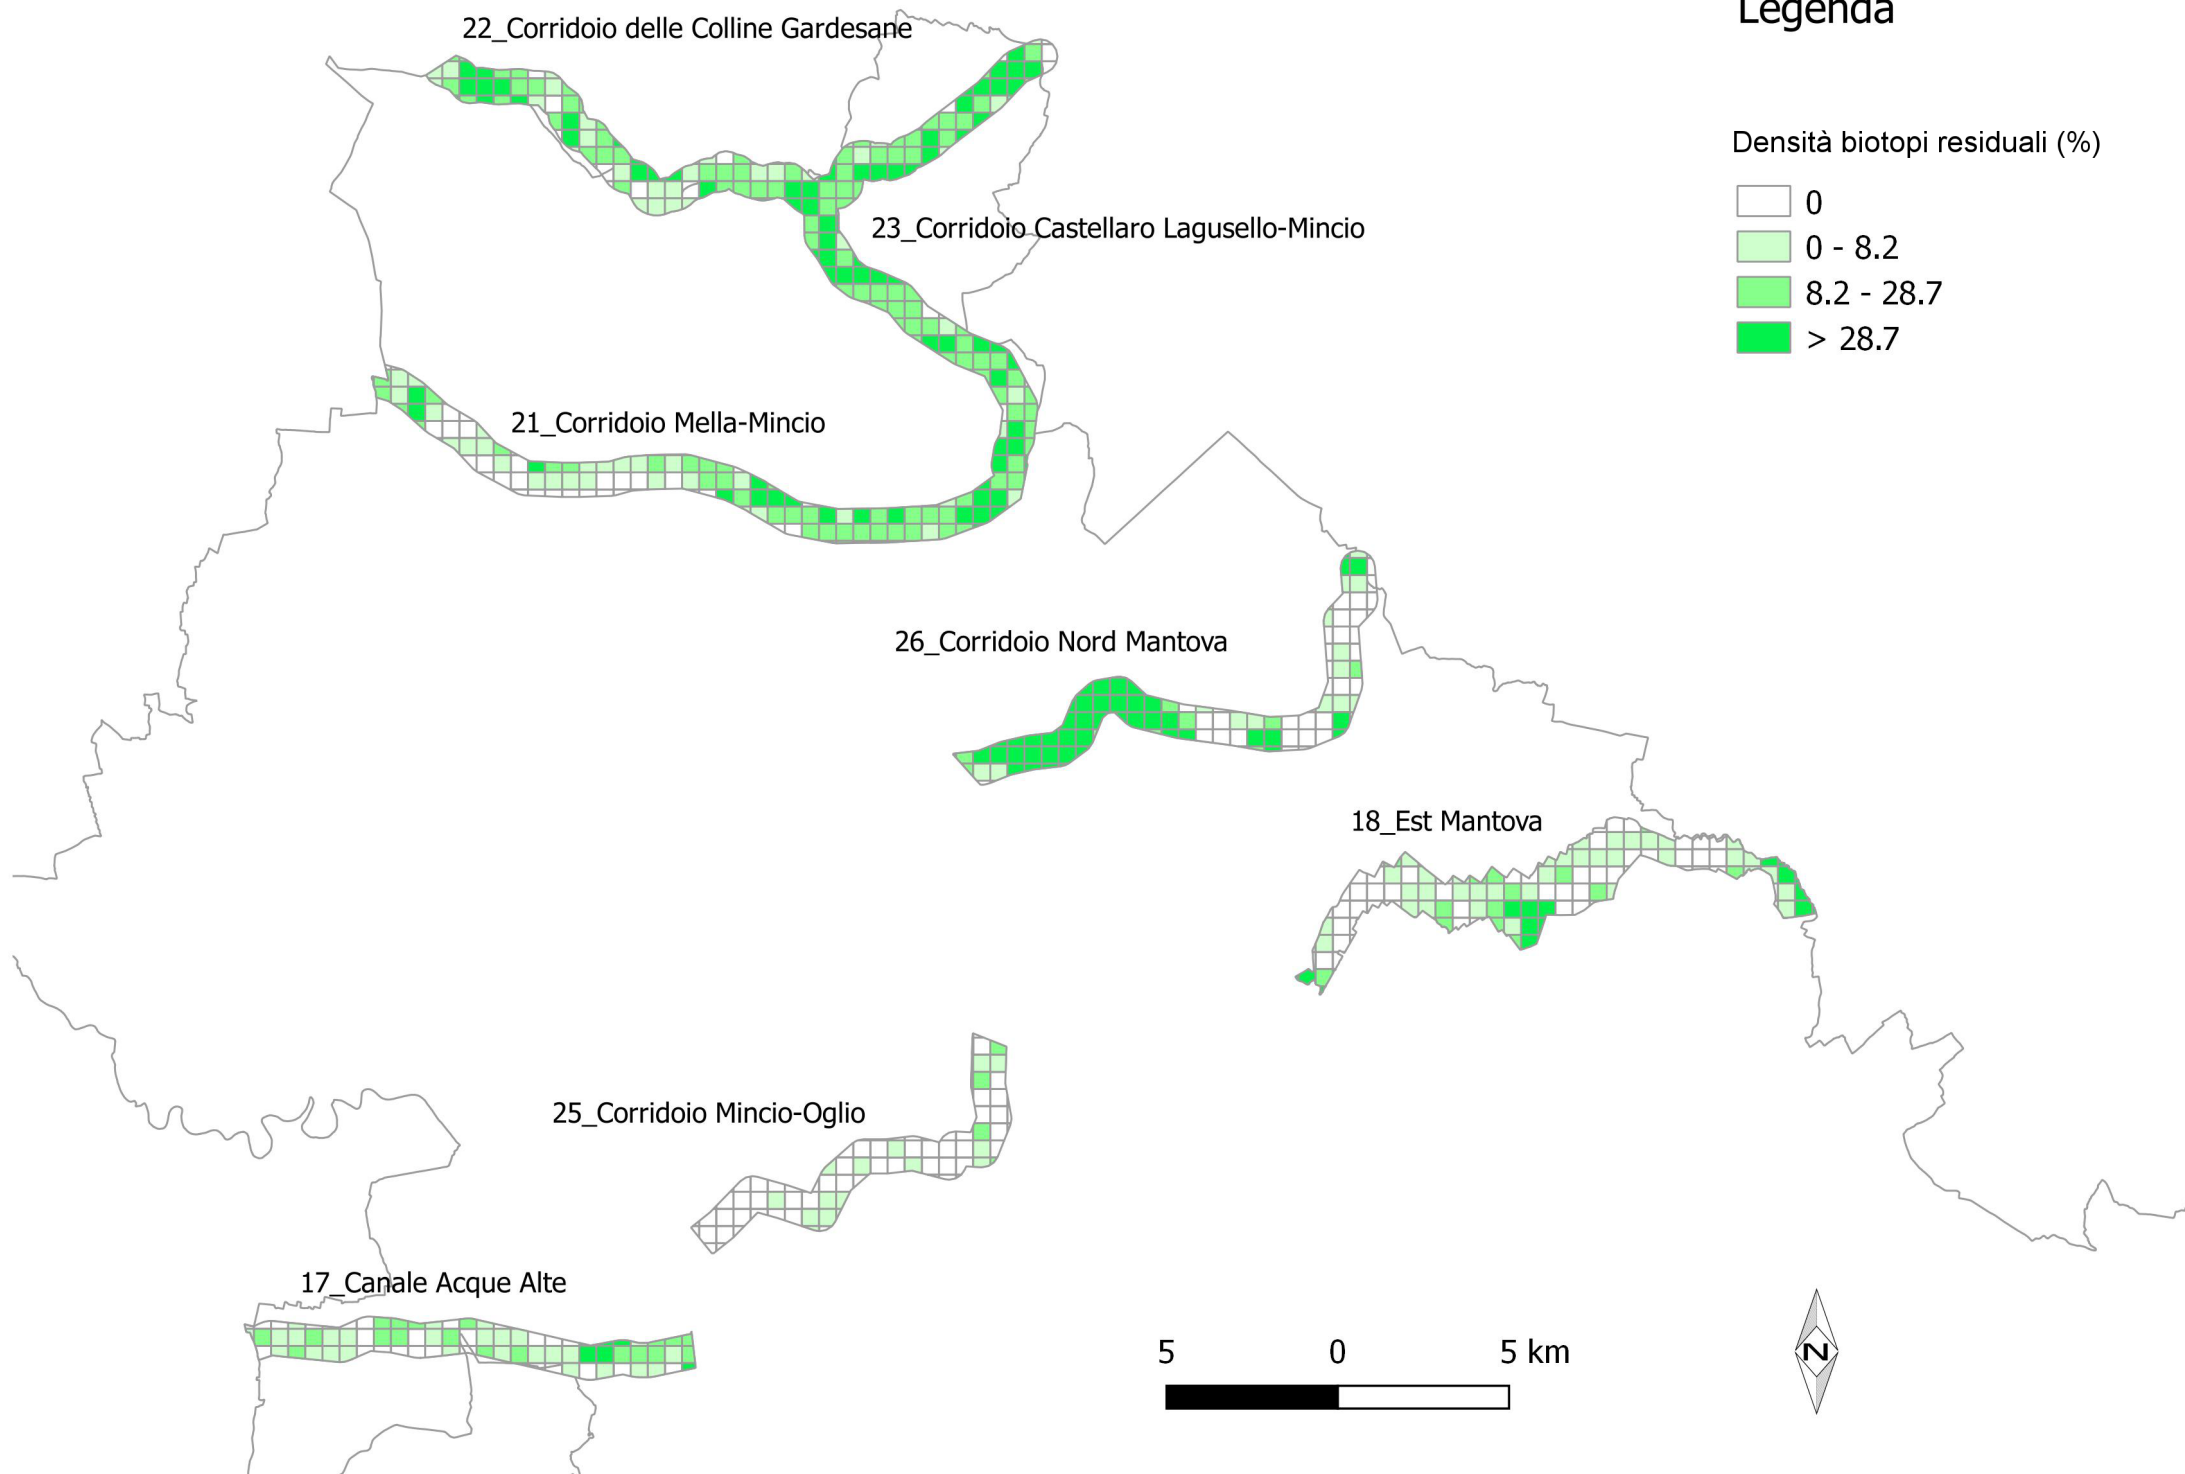 Legenda
22_Corridoio delle Colline Gardesane
Densità biotopi residuali (%)
0
0 - 8.2
8.2 - 28.7
> 28.7
23_Corridoio Castellaro Lagusello-Mincio
21_Corridoio Mella-Mincio
26_Corridoio Nord Mantova
18_Est Mantova
25_Corridoio Mincio-Oglio
17_Canale Acque Alte
5 0 5 km
N